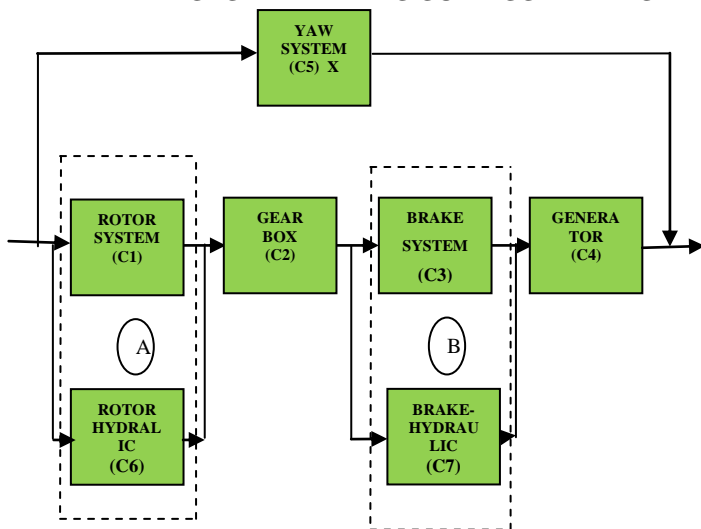 YAW
SYSTEM
(C5) X
ROTOR
SYSTEM
(C1)
GEAR
BOX
(C2)
BRAKE
SYSTEM
(C3)
GENERA
TOR
(C4)
A
B
ROTOR
HYDRAL
IC
(C6)
BRAKE-
HYDRAU
LIC
(C7)